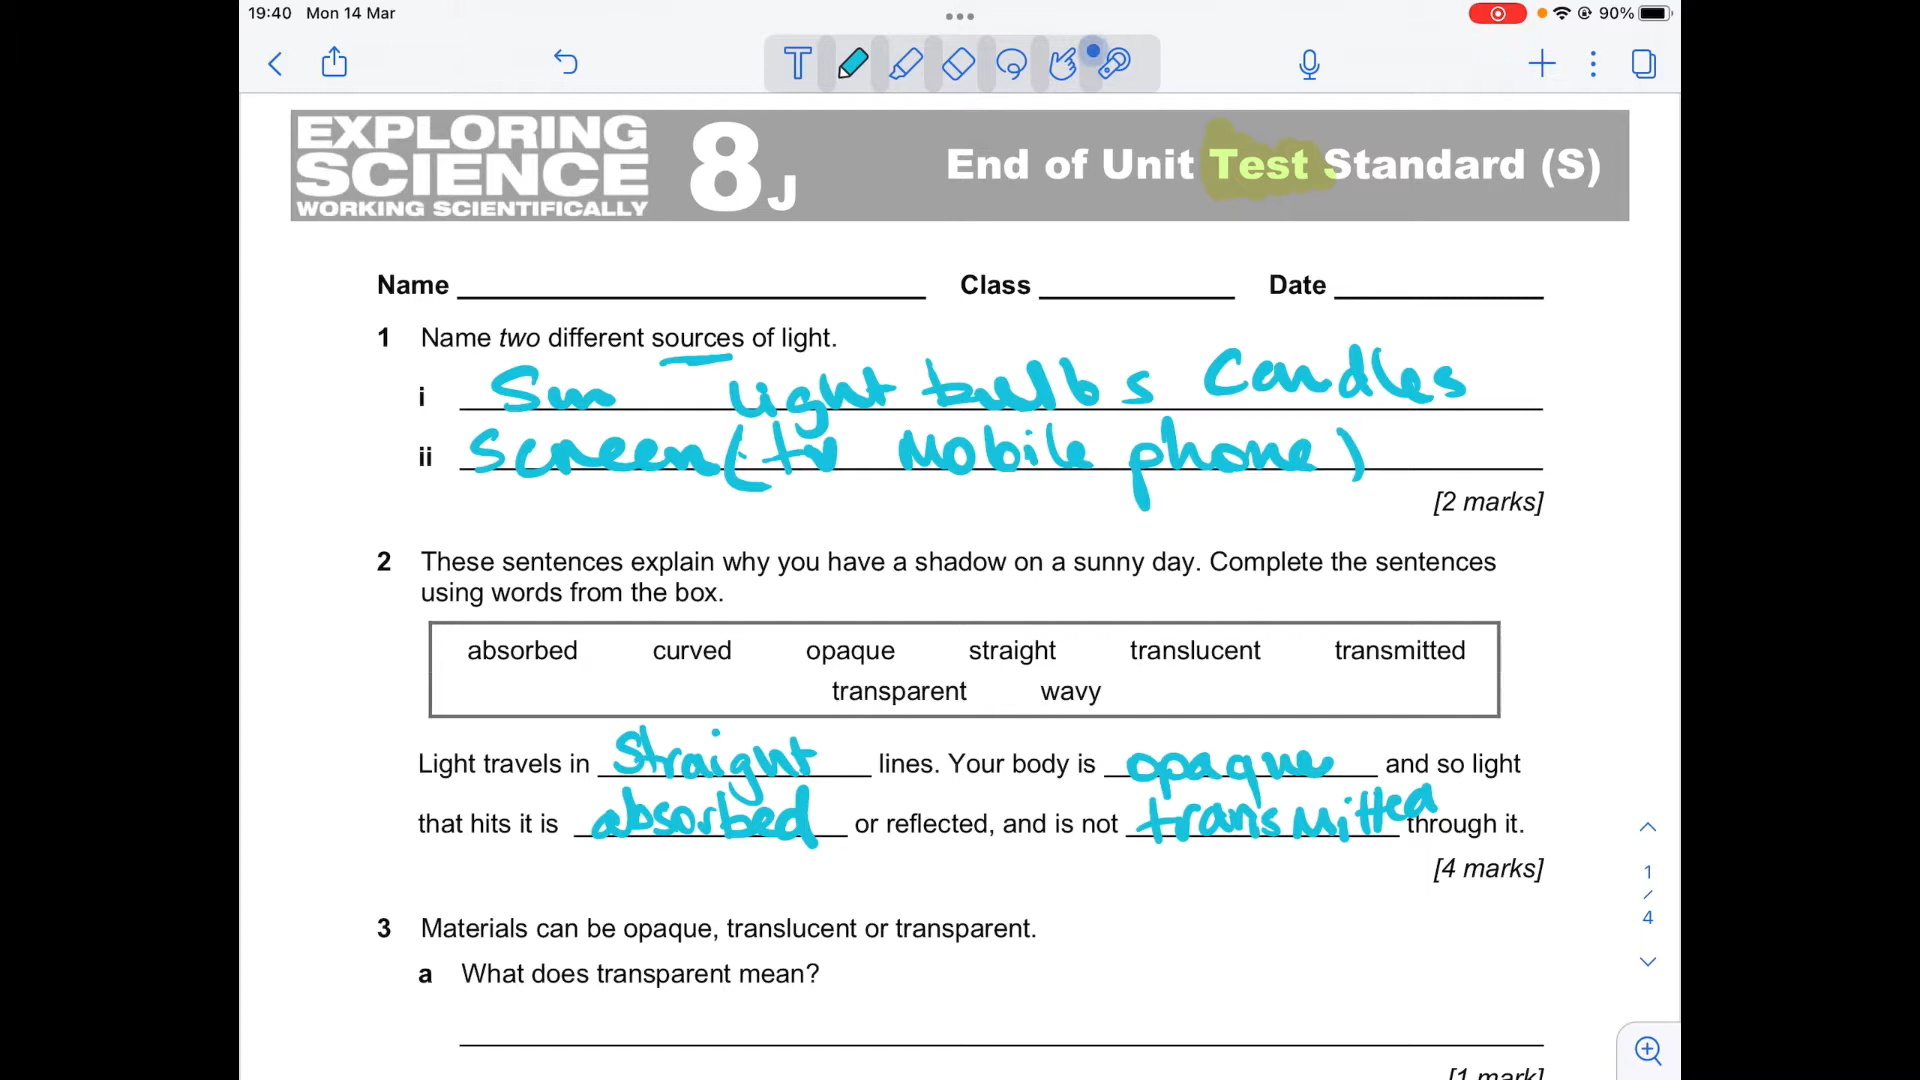 19:40 Mon 14 Mar 90%
EXPLORING
SCIENCE
WORKING SCIENTIFICALLY
8J
End of Unit Test Standard (S)
Name Class Date
1 Name two different sources of light.
i Sun light bulbs Candles
ii Screen (tv Mobile phone)
[2 marks]
2 These sentences explain why you have a shadow on a sunny day. Complete the sentences
using words from the box.
absorbed curved opaque straight translucent transmitted
transparent wavy
Light travels in straight lines. Your body is opaque and so light
that hits it is absorbed or reflected, and is not transmitted through it.
[4 marks]
3 Materials can be opaque, translucent or transparent.
a What does transparent mean?
[1 mark]
1
/
4